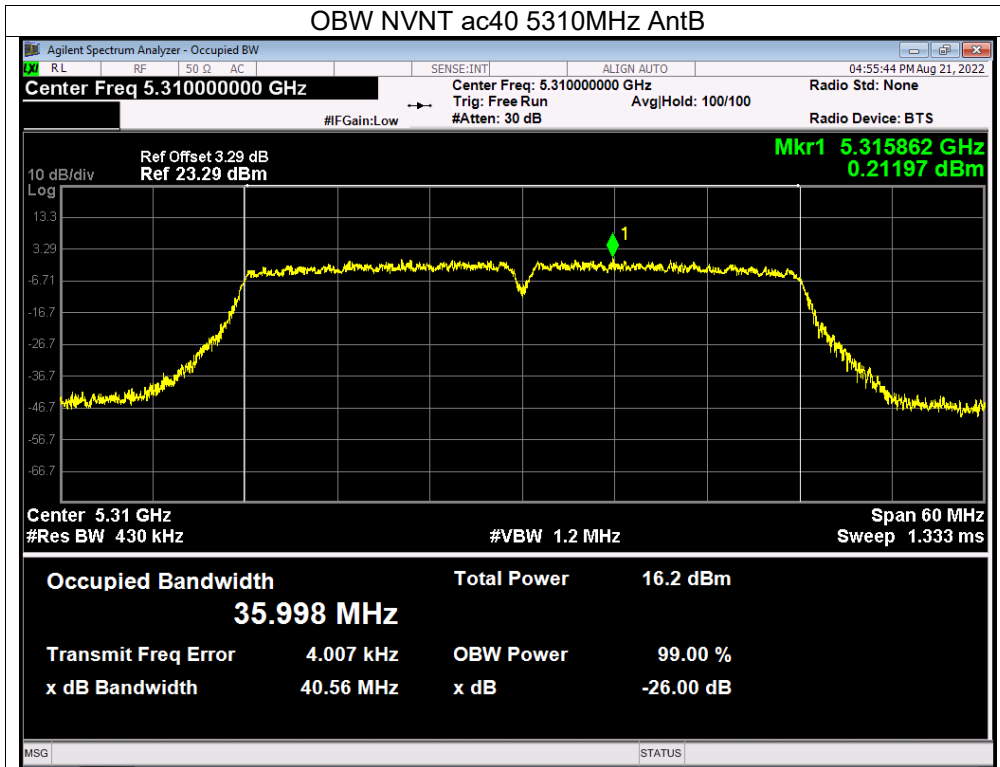 OBW NVNT ac40 5310MHz AntB
Agilent Spectrum Analyzer - Occupied BW
LXI RL RF 50 Ω AC SENSE:INT ALIGN AUTO 04:55:44 PM Aug 21, 2022
Center Freq 5.310000000 GHz
Center Freq: 5.310000000 GHz
Radio Std: None
Trig: Free Run Avg|Hold: 100/100
#IFGain:Low #Atten: 30 dB Radio Device: BTS
Mkr1 5.315862 GHz
0.21197 dBm
Ref Offset 3.29 dB
10 dB/div Ref 23.29 dBm
Log
13.3
1
3.29
-6.71
-16.7
-26.7
-36.7
-46.7
-56.7
-66.7
Center 5.31 GHz Span 60 MHz
#Res BW 430 kHz #VBW 1.2 MHz Sweep 1.333 ms
Occupied Bandwidth Total Power 16.2 dBm
35.998 MHz
Transmit Freq Error 4.007 kHz OBW Power 99.00 %
x dB Bandwidth 40.56 MHz x dB -26.00 dB
MSG STATUS